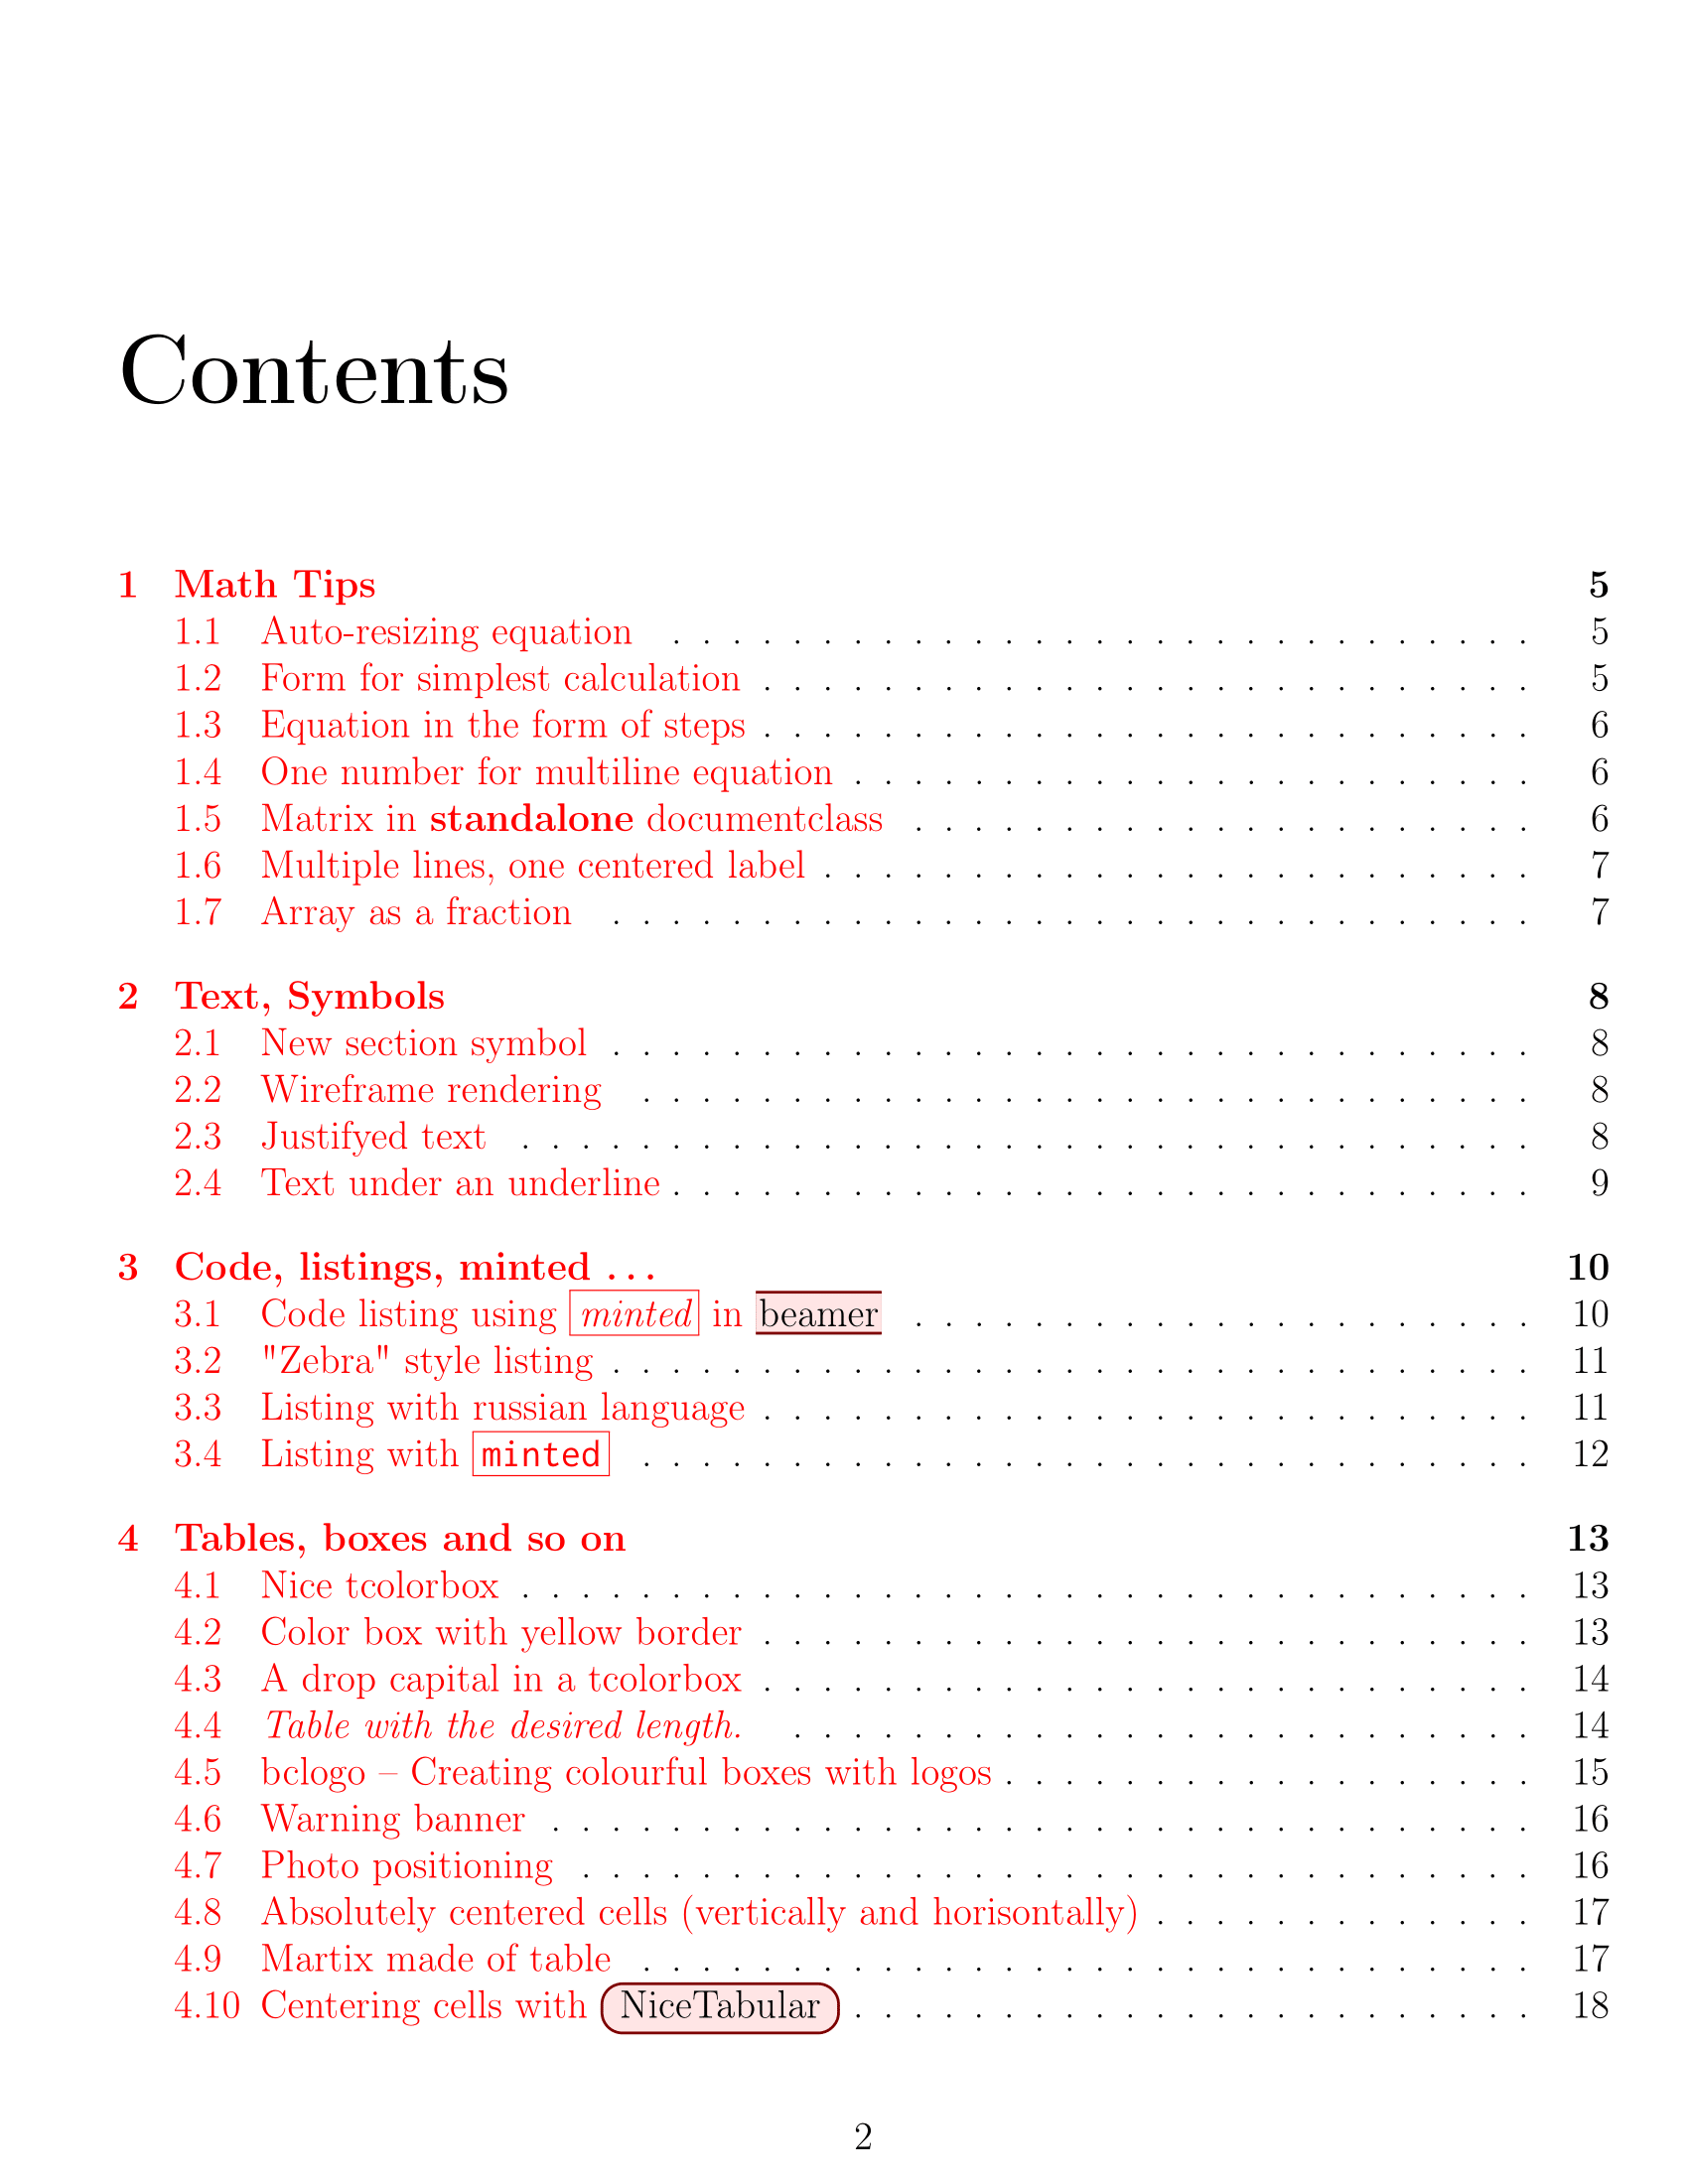 Contents
1 Math Tips 5
1.1 Auto-resizing equation . . . . . . . . . . . . . . . . . . . . . . . . . . . . . 5
1.2 Form for simplest calculation . . . . . . . . . . . . . . . . . . . . . . . . . . 5
1.3 Equation in the form of steps . . . . . . . . . . . . . . . . . . . . . . . . . . 6
1.4 One number for multiline equation . . . . . . . . . . . . . . . . . . . . . . . 6
1.5 Matrix in standalone documentclass . . . . . . . . . . . . . . . . . . . . . 6
1.6 Multiple lines, one centered label . . . . . . . . . . . . . . . . . . . . . . . . 7
1.7 Array as a fraction . . . . . . . . . . . . . . . . . . . . . . . . . . . . . . . 7
2 Text, Symbols 8
2.1 New section symbol . . . . . . . . . . . . . . . . . . . . . . . . . . . . . . . 8
2.2 Wireframe rendering . . . . . . . . . . . . . . . . . . . . . . . . . . . . . . 8
2.3 Justifyed text . . . . . . . . . . . . . . . . . . . . . . . . . . . . . . . . . . 8
2.4 Text under an underline . . . . . . . . . . . . . . . . . . . . . . . . . . . . . 9
3 Code, listings, minted . . . 10
3.1 Code listing using minted in beamer . . . . . . . . . . . . . . . . . . . . . 10
3.2 "Zebra" style listing . . . . . . . . . . . . . . . . . . . . . . . . . . . . . . . 11
3.3 Listing with russian language . . . . . . . . . . . . . . . . . . . . . . . . . . 11
3.4 Listing with minted . . . . . . . . . . . . . . . . . . . . . . . . . . . . . . 12
4 Tables, boxes and so on 13
4.1 Nice tcolorbox . . . . . . . . . . . . . . . . . . . . . . . . . . . . . . . . . . 13
4.2 Color box with yellow border . . . . . . . . . . . . . . . . . . . . . . . . . . 13
4.3 A drop capital in a tcolorbox . . . . . . . . . . . . . . . . . . . . . . . . . . 14
4.4 Table with the desired length. . . . . . . . . . . . . . . . . . . . . . . . . . 14
4.5 bclogo – Creating colourful boxes with logos . . . . . . . . . . . . . . . . . . 15
4.6 Warning banner . . . . . . . . . . . . . . . . . . . . . . . . . . . . . . . . . 16
4.7 Photo positioning . . . . . . . . . . . . . . . . . . . . . . . . . . . . . . . . 16
4.8 Absolutely centered cells (vertically and horisontally) . . . . . . . . . . . . . 17
4.9 Martix made of table . . . . . . . . . . . . . . . . . . . . . . . . . . . . . . 17
4.10 Centering cells with NiceTabular . . . . . . . . . . . . . . . . . . . . . . . 18
2